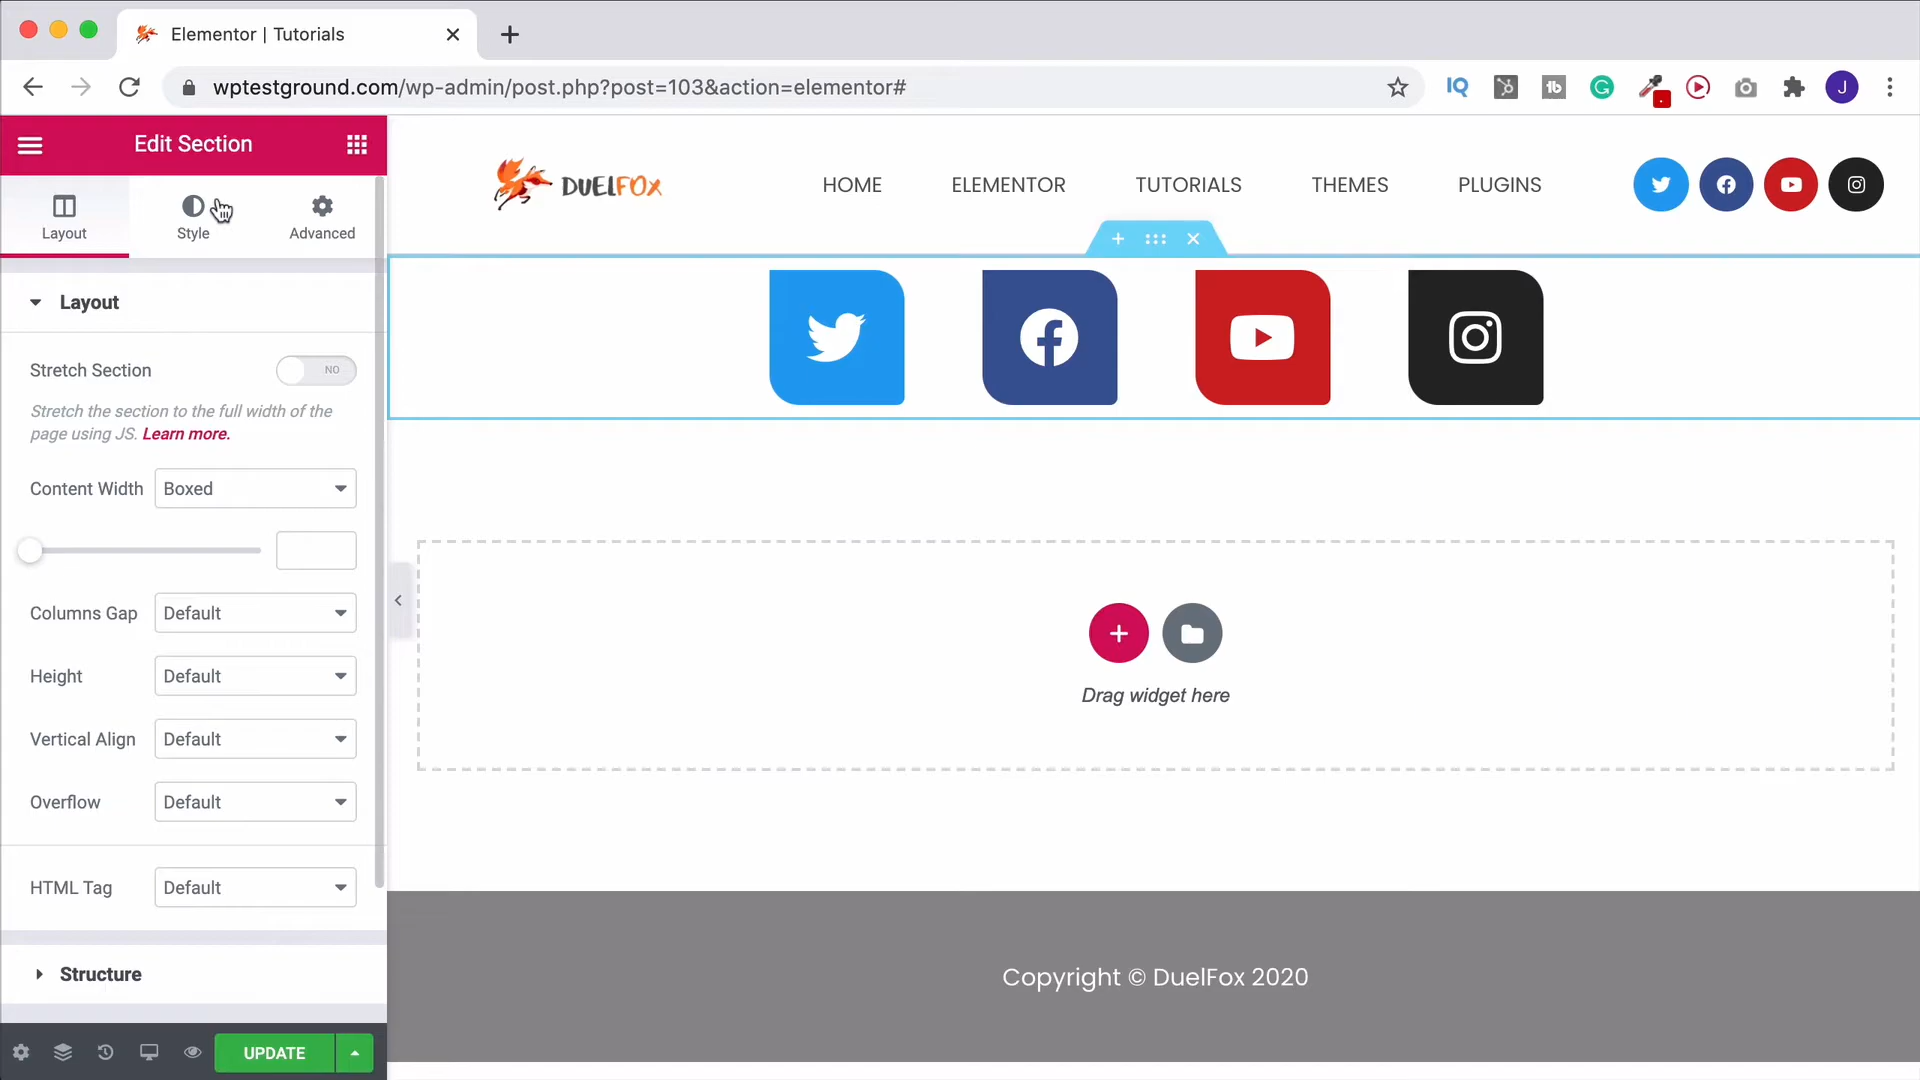 Elementor | Tutorials
wptestground.com/wp-admin/post.php?post=103&action=elementor#
IQ
tb
J
Edit Section
Layout
Style
Advanced
Layout
Stretch Section
NO
Stretch the section to the full width of the
page using JS. Learn more.
Content Width
Boxed
Columns Gap
Default
Height
Default
Vertical Align
Default
Overflow
Default
HTML Tag
Default
Structure
UPDATE
DUELFOX
HOME
ELEMENTOR
TUTORIALS
THEMES
PLUGINS
Drag widget here
Copyright © DuelFox 2020